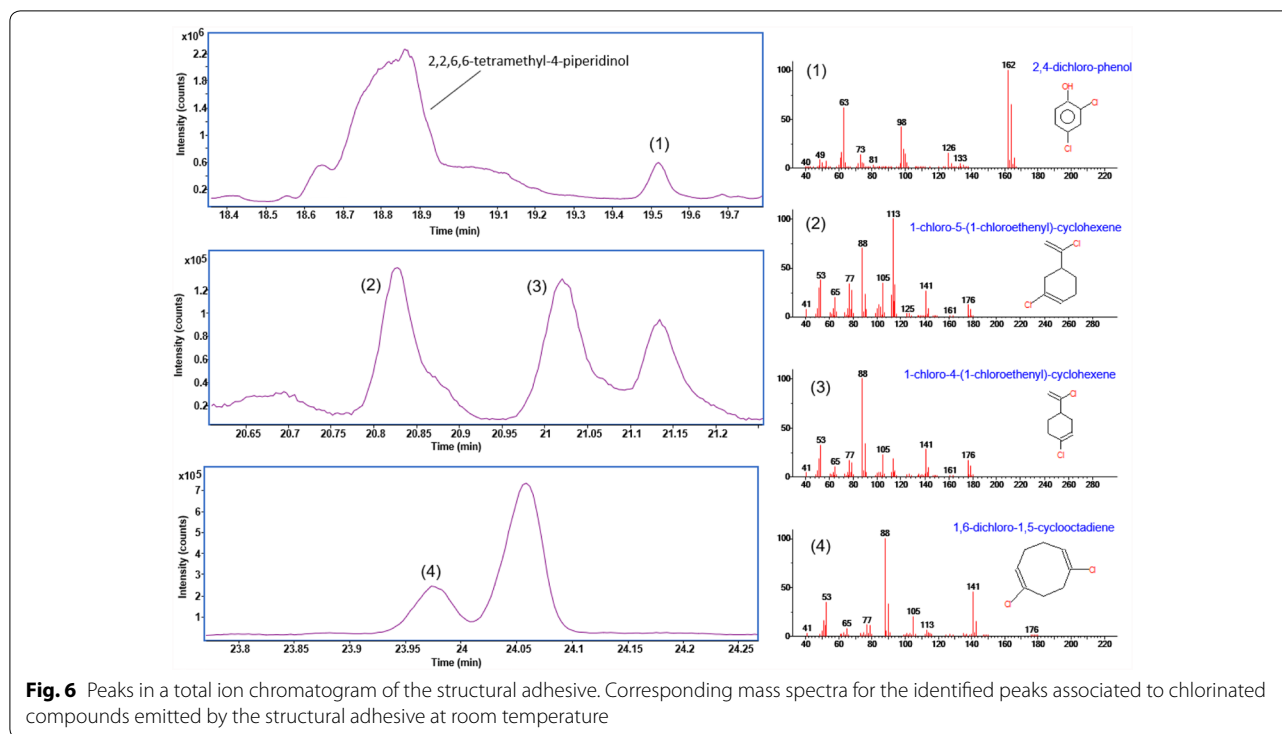 x10⁶
2.2
1.8
1.4
1
0.6
0.2
Intensity (counts)
2,2,6,6-tetramethyl-4-piperidinol
(1)
18.4 18.5 18.6 18.7 18.8 18.9 19 19.1 19.2 19.3 19.4 19.5 19.6 19.7
Time (min)
(1)
2,4-dichloro-phenol
OH
Cl
Cl
100
50
0
40 49 63 73 81 98 126 133 162
40 60 80 100 120 140 160 180 200 220
x10⁵
1.2
1
0.8
0.6
0.4
0.2
Intensity (counts)
(2)
(3)
20.65 20.7 20.75 20.8 20.85 20.9 20.95 21 21.05 21.1 21.15 21.2
Time (min)
(2)
1-chloro-5-(1-chloroethenyl)-cyclohexene
Cl
Cl
100
50
0
41 53 65 77 88 105 113 125 141 161 176
40 60 80 100 120 140 160 180 200 220 240 260 280
(3)
1-chloro-4-(1-chloroethenyl)-cyclohexene
Cl
Cl
100
50
0
41 53 65 77 88 105 141 161 176
40 60 80 100 120 140 160 180 200 220 240 260 280
x10⁵
7
6
5
4
3
2
1
Intensity (counts)
(4)
23.8 23.85 23.9 23.95 24 24.05 24.1 24.15 24.2 24.25
Time (min)
(4)
1,6-dichloro-1,5-cyclooctadiene
Cl
Cl
100
50
0
41 53 65 77 88 105 113 141 176
40 60 80 100 120 140 160 180 200 220 240 260 280
Fig. 6 Peaks in a total ion chromatogram of the structural adhesive. Corresponding mass spectra for the identified peaks associated to chlorinated
compounds emitted by the structural adhesive at room temperature